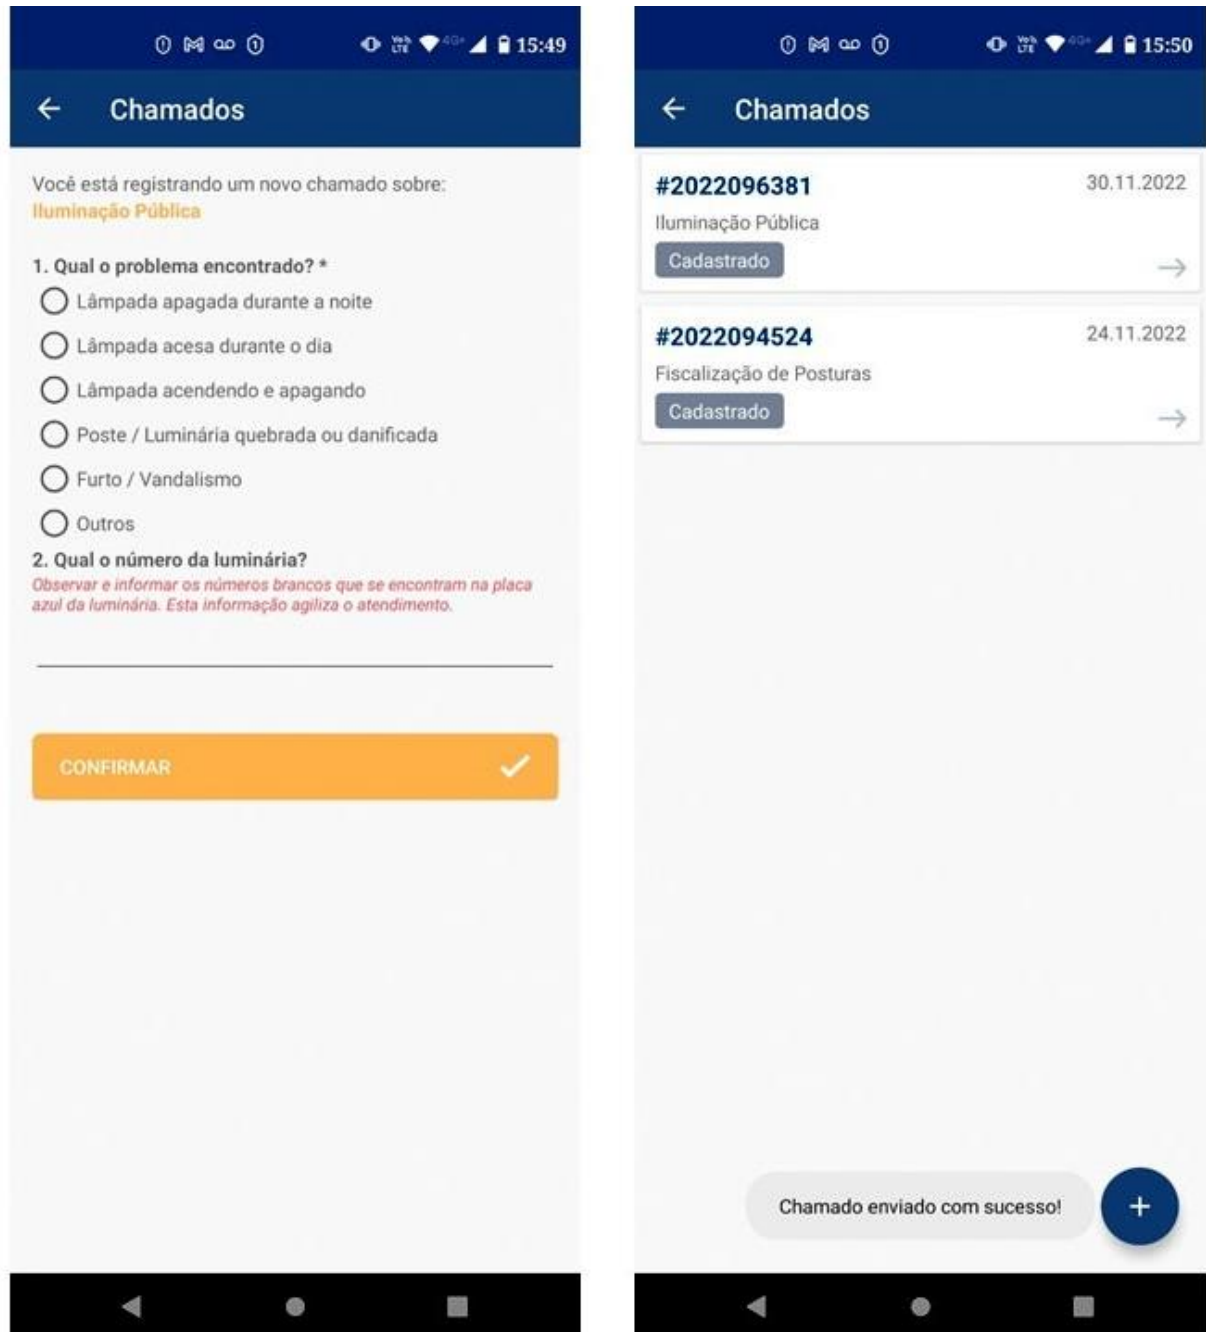 15:49
Chamados
Você está registrando um novo chamado sobre:
Iluminação Pública
1. Qual o problema encontrado? *
Lâmpada apagada durante a noite
Lâmpada acesa durante o dia
Lâmpada acendendo e apagando
Poste / Luminária quebrada ou danificada
Furto / Vandalismo
Outros
2. Qual o número da luminária?
Observar e informar os números brancos que se encontram na placa
azul da luminária. Esta informação agiliza o atendimento.
CONFIRMAR
15:50
Chamados
#2022096381 30.11.2022
Iluminação Pública
Cadastrado
#2022094524 24.11.2022
Fiscalização de Posturas
Cadastrado
Chamado enviado com sucesso!